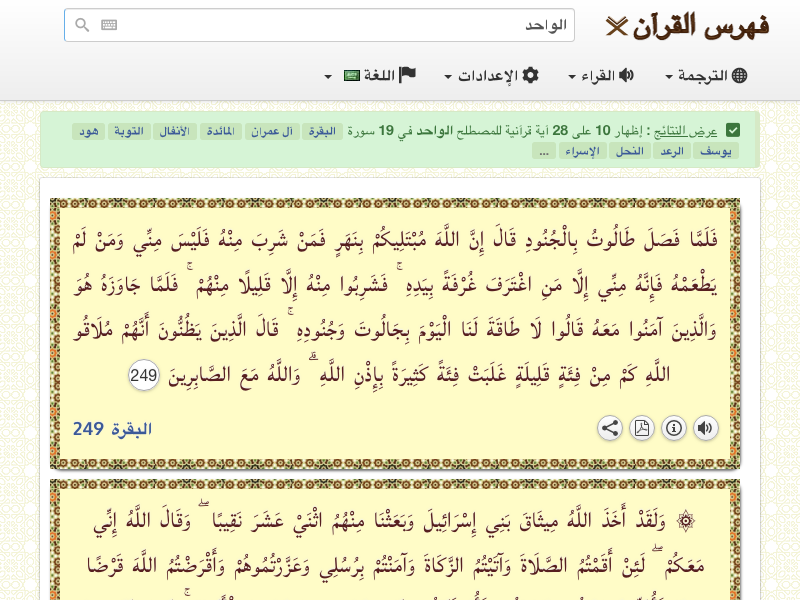 فهرس القرآن
الواحد
الترجمة
القراء
الإعدادات
اللغة
عرض النتائج : إظهار 10 على 28 آية قرآنية للمصطلح الواحد في 19 سورة البقرة آل عمران المائدة الأنفال التوبة هود
يوسف الرعد النحل الإسراء ...
فَلَمَّا فَصَلَ طَالُوتُ بِالْجُنُودِ قَالَ إِنَّ اللَّهَ مُبْتَلِيكُمْ بِنَهَرٍ فَمَنْ شَرِبَ مِنْهُ فَلَيْسَ مِنِّي وَمَنْ لَمْ
يَطْعَمْهُ فَإِنَّهُ مِنِّي إِلَّا مَنِ اغْتَرَفَ غُرْفَةً بِيَدِهِ ۚ فَشَرِبُوا مِنْهُ إِلَّا قَلِيلًا مِنْهُمْ ۚ فَلَمَّا جَاوَزَهُ هُوَ
وَالَّذِينَ آمَنُوا مَعَهُ قَالُوا لَا طَاقَةَ لَنَا الْيَوْمَ بِجَالُوتَ وَجُنُودِهِ ۚ قَالَ الَّذِينَ يَظُنُّونَ أَنَّهُمْ مُلَاقُو
اللَّهِ كَمْ مِنْ فِئَةٍ قَلِيلَةٍ غَلَبَتْ فِئَةً كَثِيرَةً بِإِذْنِ اللَّهِ ۗ وَاللَّهُ مَعَ الصَّابِرِينَ 249
البقرة 249
۞ وَلَقَدْ أَخَذَ اللَّهُ مِيثَاقَ بَنِي إِسْرَائِيلَ وَبَعَثْنَا مِنْهُمُ اثْنَيْ عَشَرَ نَقِيبًا ۖ وَقَالَ اللَّهُ إِنِّي
مَعَكُمْ ۖ لَئِنْ أَقَمْتُمُ الصَّلَاةَ وَآتَيْتُمُ الزَّكَاةَ وَآمَنْتُمْ بِرُسُلِي وَعَزَّرْتُمُوهُمْ وَأَقْرَضْتُمُ اللَّهَ قَرْضًا